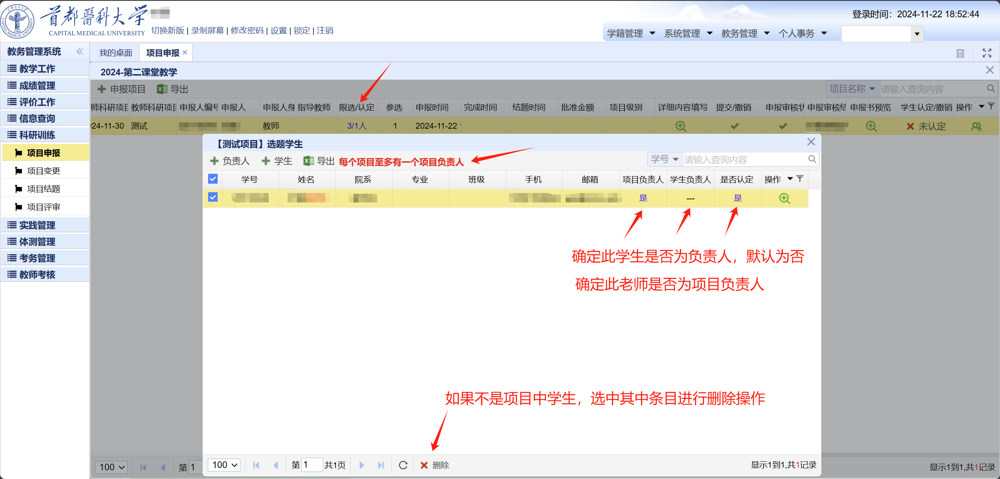 首都醫科大学
CAPITAL MEDICAL UNIVERSITY
切换新版 | 录制屏幕 | 修改密码 | 设置 | 锁定 | 注销
登录时间：2024-11-22 18:52:44
学籍管理 系统管理 教务管理 个人事务
教务管理系统
我的桌面 项目申报
教学工作
成绩管理
评价工作
信息查询
科研训练
项目申报
项目变更
项目结题
项目评审
实践管理
体测管理
考务管理
教师考核
2024-第二课堂教学
申报项目 导出 项目名称 请输入查询内容
师科研项目 教师科研项目 申报人编号 申报人 申报人身 指导教师 限选/认定 参选 申报时间 完成时间 结题时间 批准金额 项目级别 详细内容填写 提交/撤销 申报审核状 申报审核结 申报书预览 学生认定/撤销 操作
24-11-30 测试 教师 3/1人 1 2024-11-22 未认定
【测试项目】选题学生
负责人 学生 导出 每个项目至多有一个项目负责人 学号 请输入查询内容
学号 姓名 院系 专业 班级 手机 邮箱 项目负责人 学生负责人 是否认定 操作
是 --- 是
确定此学生是否为负责人，默认为否
确定此老师是否为项目负责人
如果不是项目中学生，选中其中条目进行删除操作
100 第 1 共1页 删除 显示1到1,共1记录
100 第 1 显示1到1,共1记录